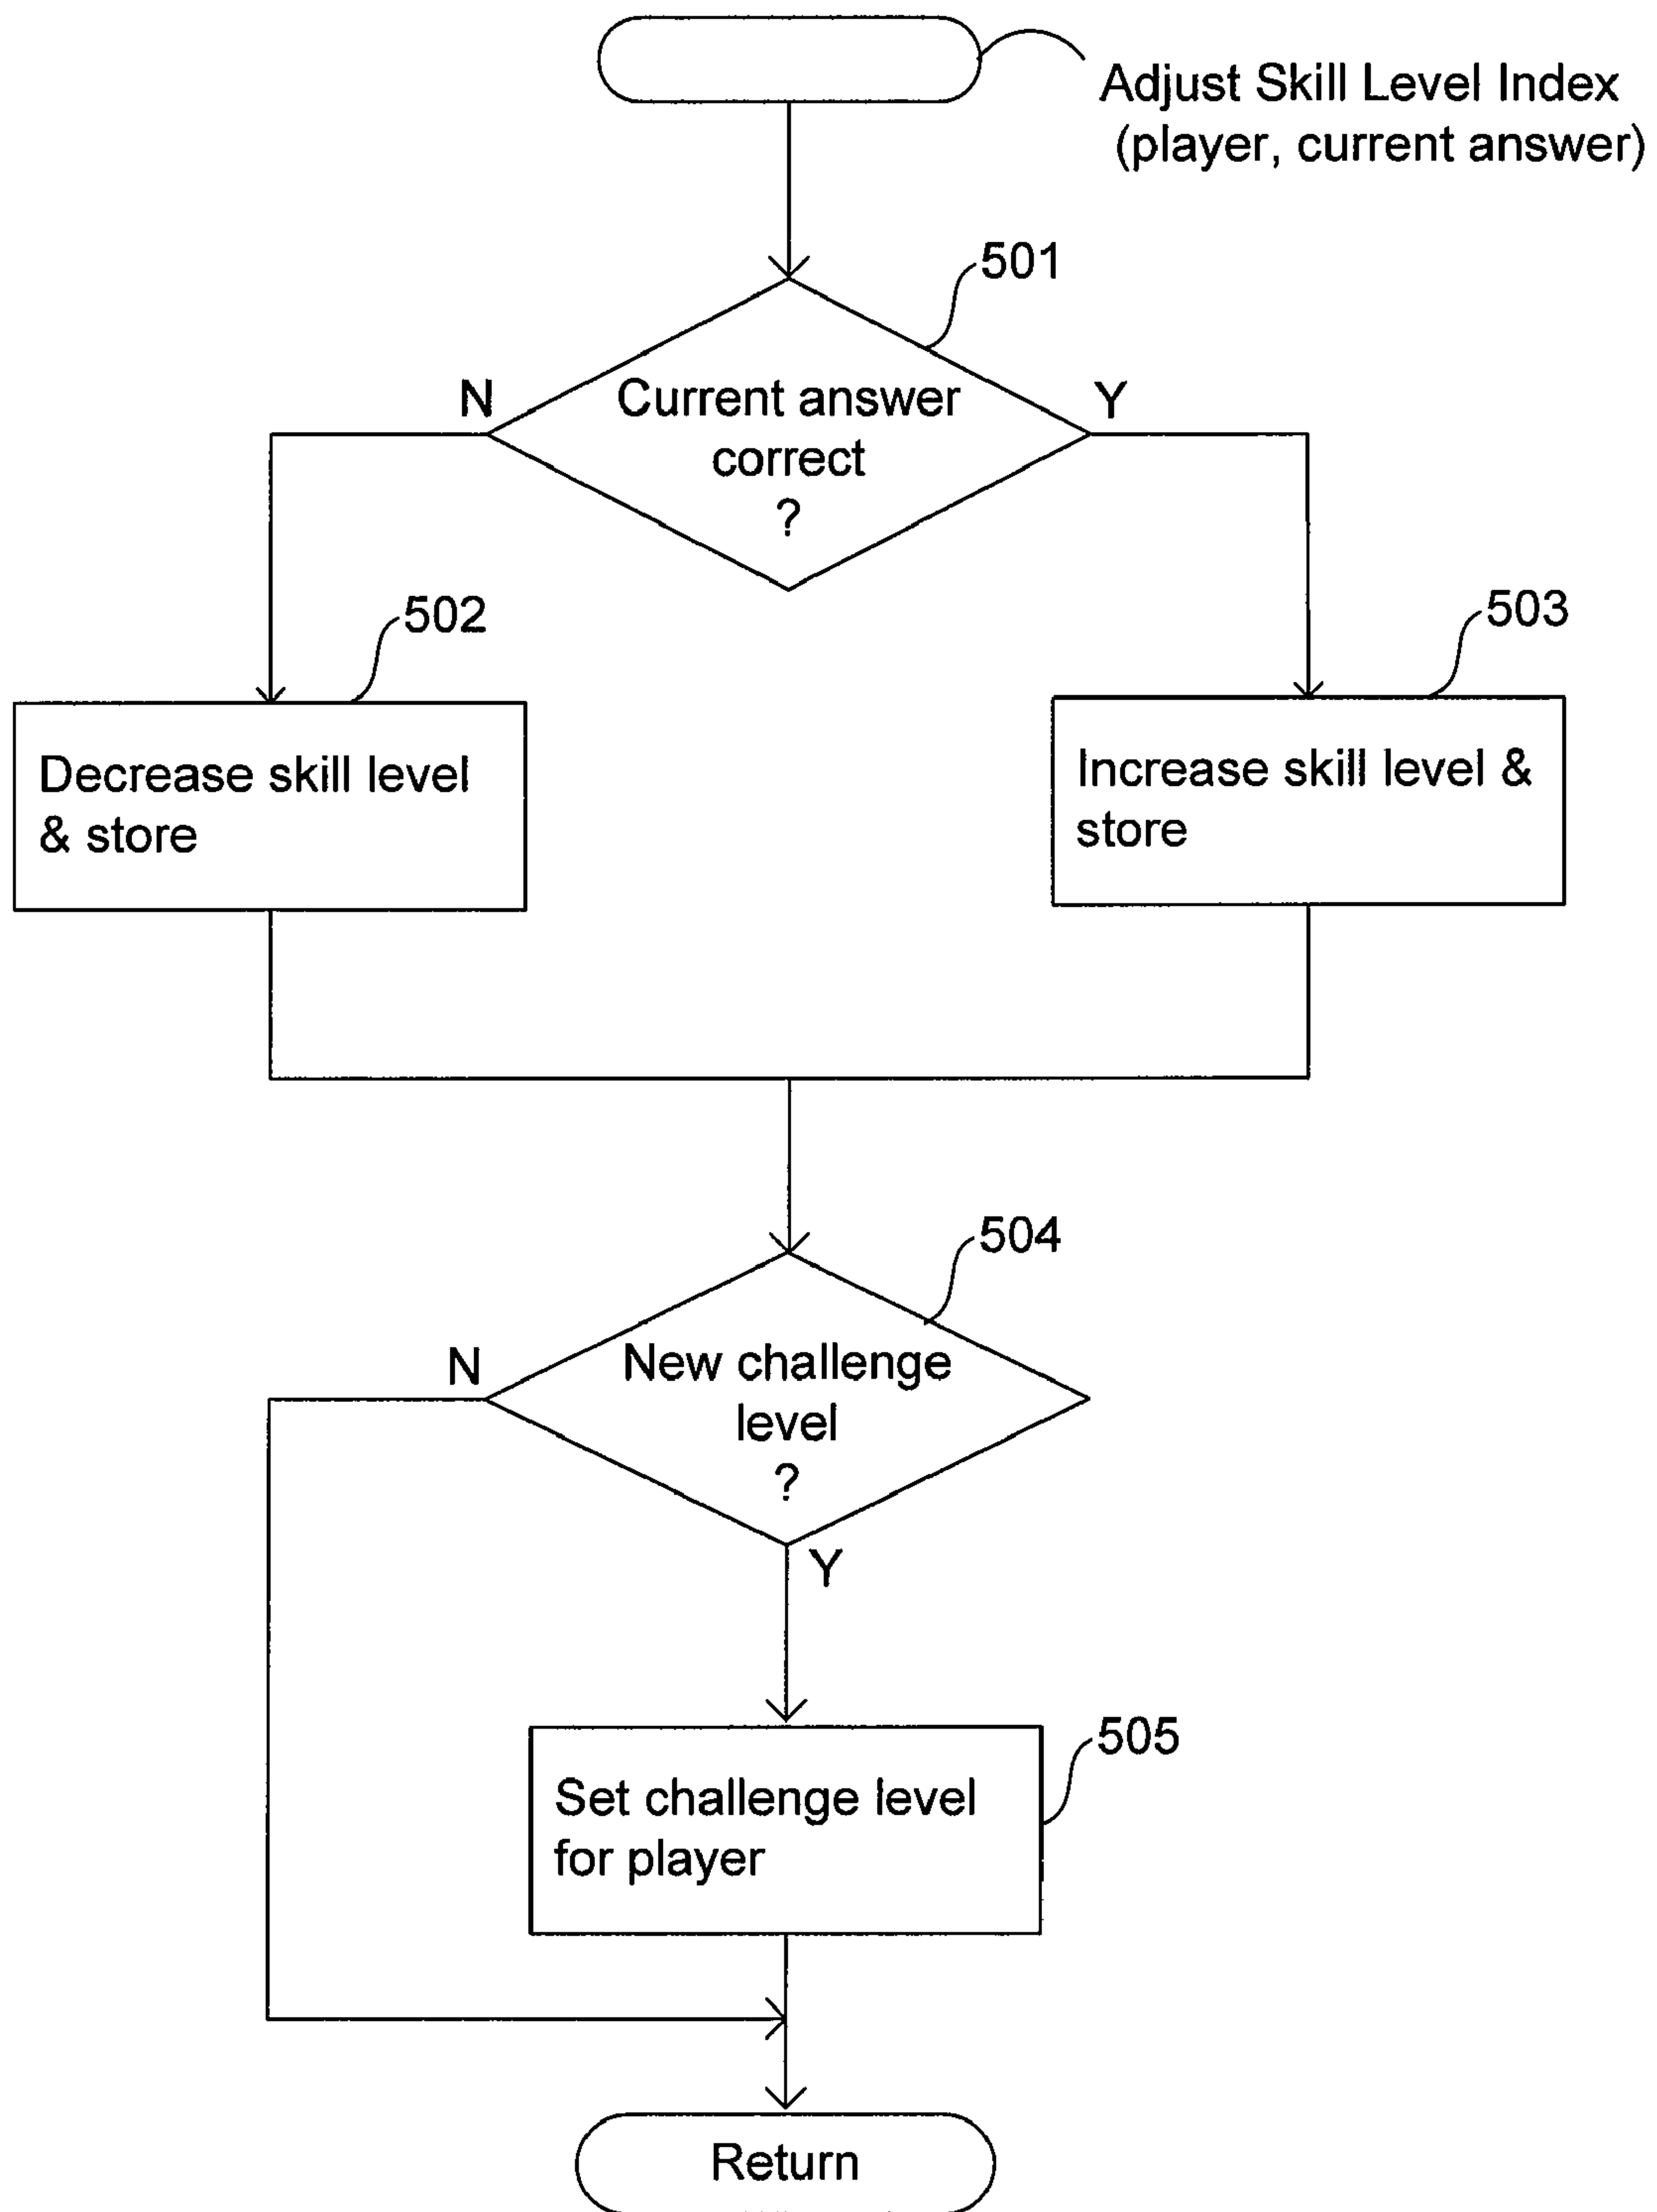 Adjust Skill Level Index
(player, current answer)
501
N
Current answer
correct
?
Y
502
503
Decrease skill level
& store
Increase skill level &
store
504
N
New challenge
level
?
Y
505
Set challenge level
for player
Return